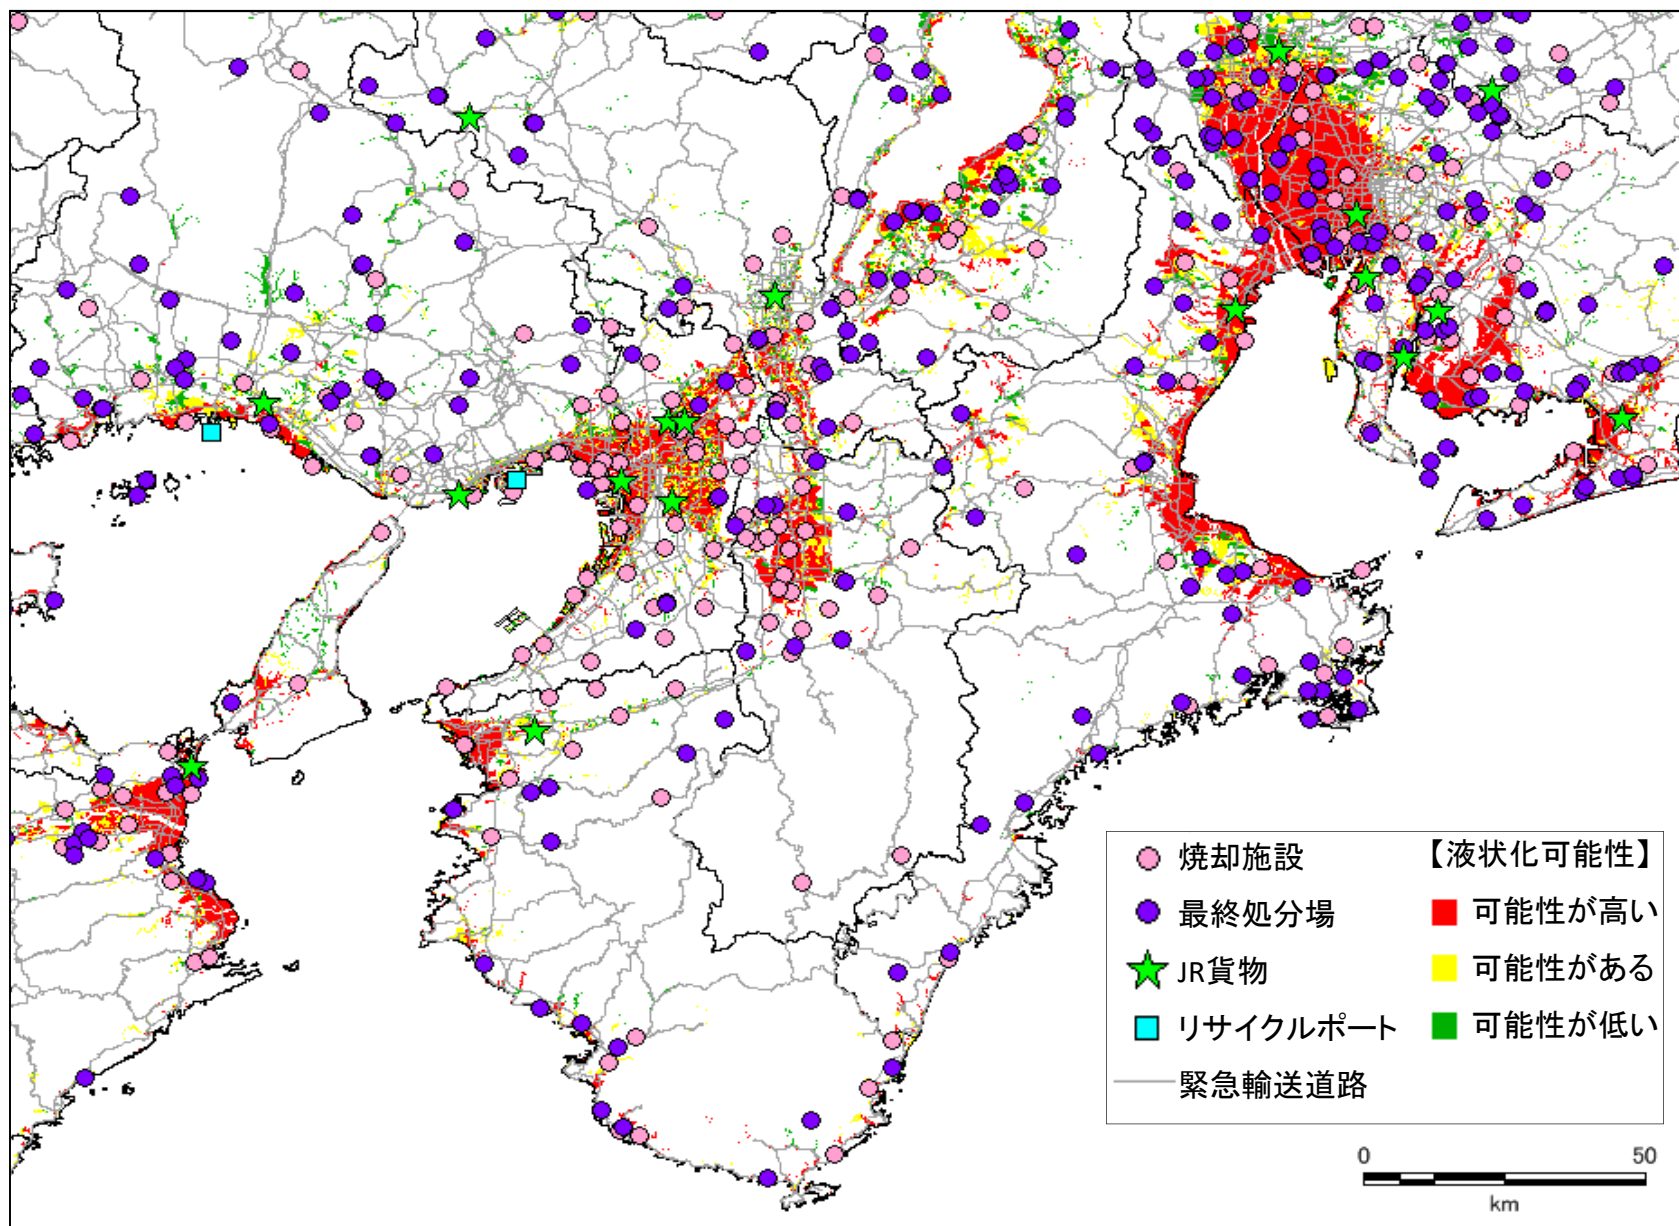 焼却施設
最終処分場
JR貨物
リサイクルポート
緊急輸送道路
【液状化可能性】
可能性が高い
可能性がある
可能性が低い
0 50
km